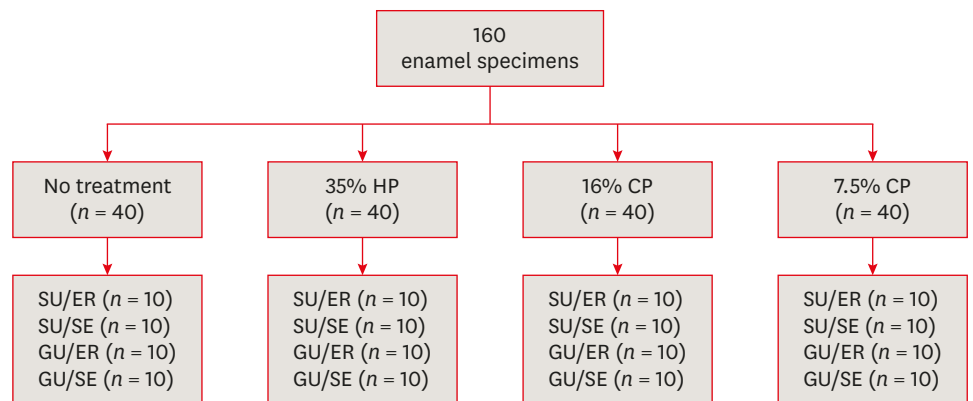 160
enamel specimens
No treatment
(n = 40)
35% HP
(n = 40)
16% CP
(n = 40)
7.5% CP
(n = 40)
SU/ER (n = 10)
SU/SE (n = 10)
GU/ER (n = 10)
GU/SE (n = 10)
SU/ER (n = 10)
SU/SE (n = 10)
GU/ER (n = 10)
GU/SE (n = 10)
SU/ER (n = 10)
SU/SE (n = 10)
GU/ER (n = 10)
GU/SE (n = 10)
SU/ER (n = 10)
SU/SE (n = 10)
GU/ER (n = 10)
GU/SE (n = 10)